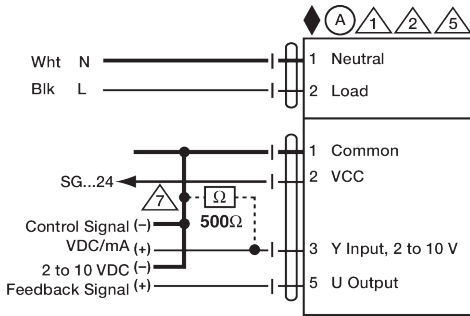 A 1 2 5
Wht N 1 Neutral
Blk L 2 Load
1 Common
SG...24 2 VCC
7 Ω
500Ω
Control Signal (−)
VDC/mA (+) 3 Y Input, 2 to 10 V
2 to 10 VDC (−)
Feedback Signal (+) 5 U Output